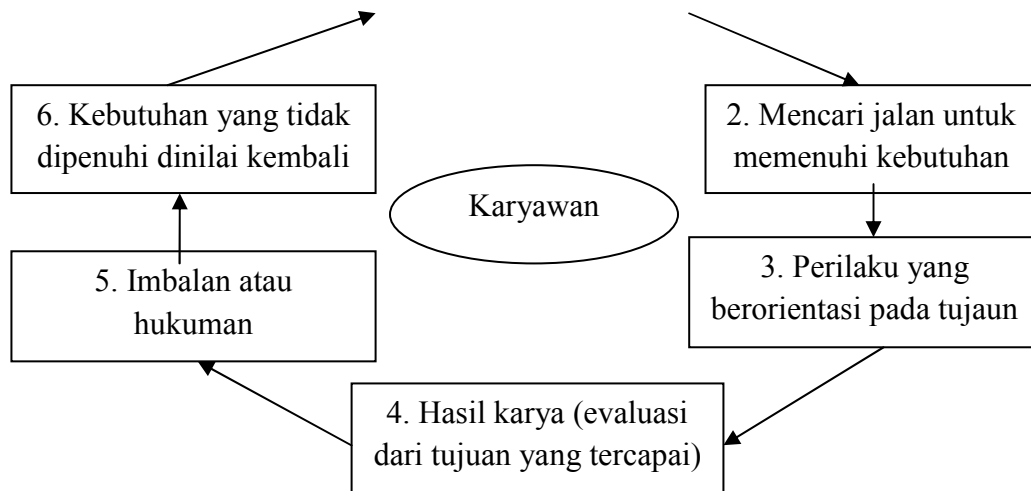 6. Kebutuhan yang tidak
dipenuhi dinilai kembali
2. Mencari jalan untuk
memenuhi kebutuhan
Karyawan
5. Imbalan atau
hukuman
3. Perilaku yang
berorientasi pada tujaun
4. Hasil karya (evaluasi
dari tujuan yang tercapai)